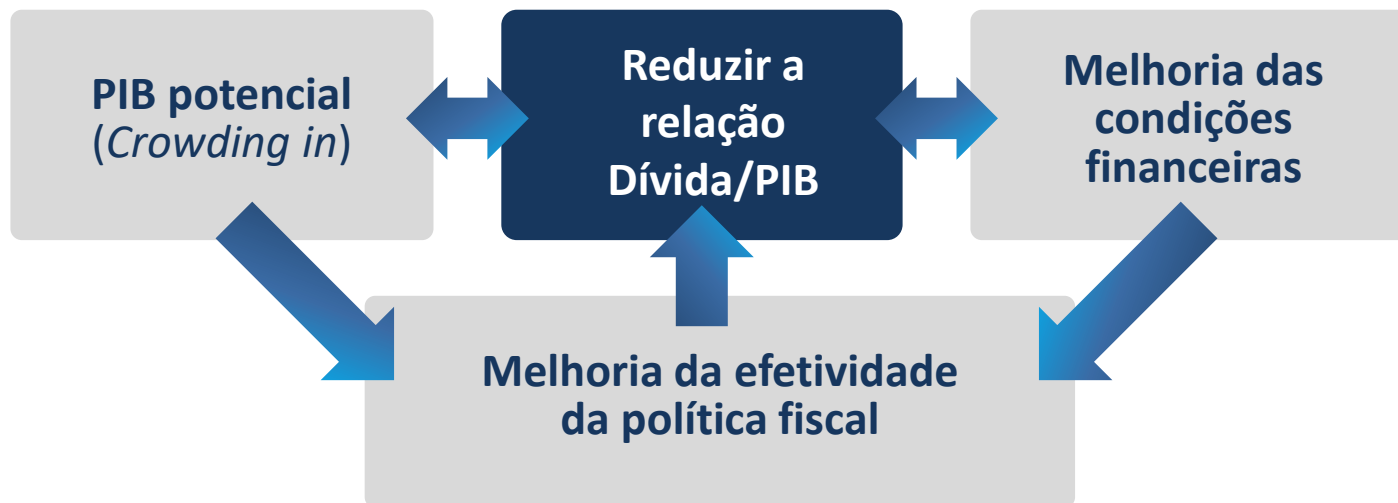 PIB potencial
(Crowding in)
Reduzir a
relação
Dívida/PIB
Melhoria das
condições
financeiras
Melhoria da efetividade
da política fiscal